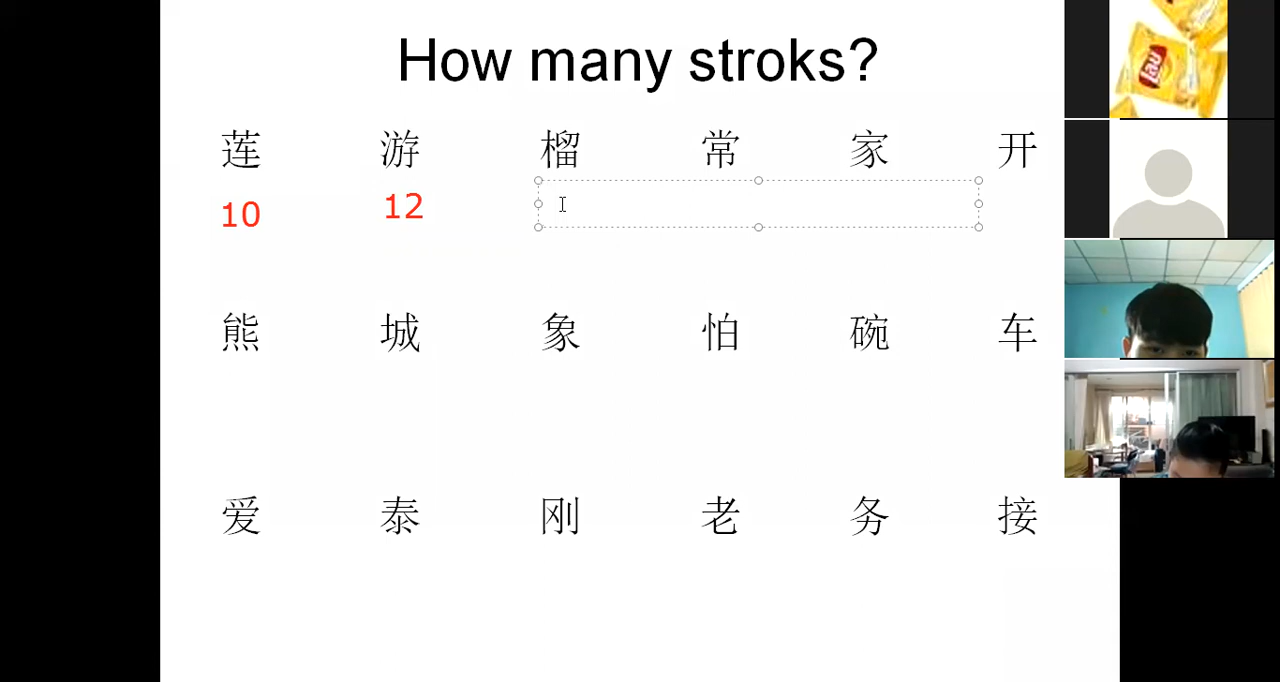 How many stroks?
莲 游 榴 常 家 开
10 12
熊 城 象 怕 碗 车
爱 泰 刚 老 务 接